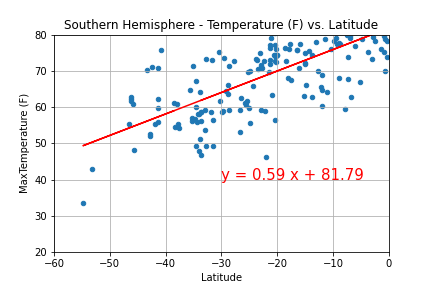 Southern Hemisphere - Temperature (F) vs. Latitude
MaxTemperature (F)
80
70
60
50
40
30
20
y = 0.59 x + 81.79
−60 −50 −40 −30 −20 −10 0
Latitude